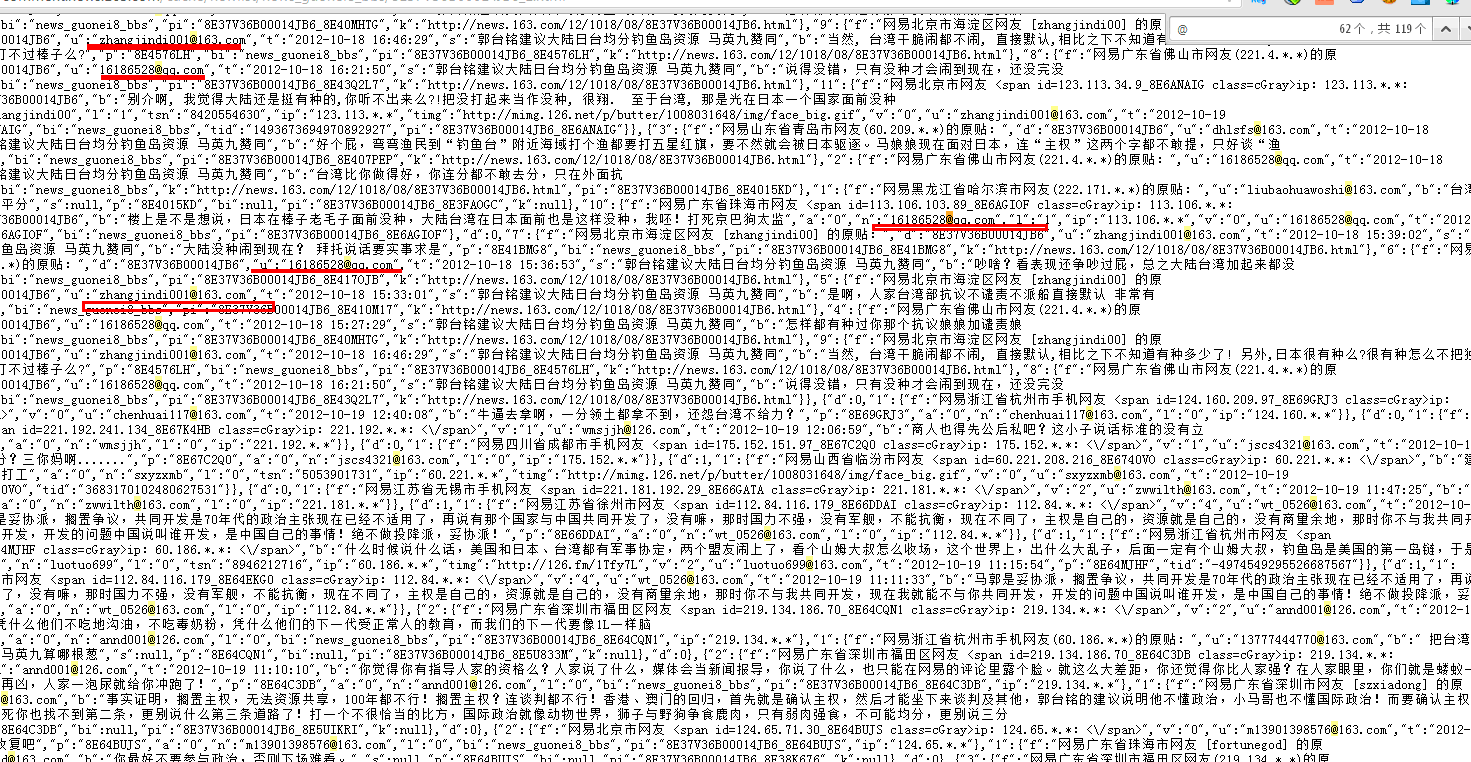 @ 62个，共 119个
bi":"news_guonei8_bbs","pi":"8E37V36B00014JB6_8E40MHTG","k":"http://news.163.com/12/1018/08/8E37V36B00014JB6.html"},"9":{"f":"网易北京市海淀区网友 [zhangjindi00] 的原
JB6","u":"zhangjindi001@163.com","t":"2012-10-18 16:46:29","s":"郭台铭建议大陆日台均分钓鱼岛资源 马英九赞同","b":"当然, 台湾干脆闹都不闹, 直接默认,相比之下不知道有
打不过棒子么?","p":"8E4576LH","bi":"news_guonei8_bbs","pi":"8E37V36B00014JB6_8E4576LH","k":"http://news.163.com/12/1018/08/8E37V36B00014JB6.html"},"8":{"f":"网易广东省佛山市网友(221.4.*.*)的原
014JB6","u":"16186528@qq.com","t":"2012-10-18 16:21:50","s":"郭台铭建议大陆日台均分钓鱼岛资源 马英九赞同","b":"说得没错，只有没种才会闹到现在，还没完没
bi":"news_guonei8_bbs","pi":"8E37V36B00014JB6_8E43Q2L7","k":"http://news.163.com/12/1018/08/8E37V36B00014JB6.html"},"11":{"f":"网易北京市网友 <span id=123.113.34.9_8E6ANAIG class=cGray>ip: 123.113.*.*:
36B00014JB6","b":"别介啊, 我觉得大陆还是挺有种的,你听不出来么?!把没打起来当作没种, 很翔.  至于台湾, 那是光在日本一个国家面前没种
angjindi00","l":"1","tsn":"8420554630","ip":"123.113.*.*","timg":"http://mimg.126.net/p/butter/1008031648/img/face_big.gif","v":"0","u":"zhangjindi001@163.com","t":"2012-10-19
AIG","bi":"news_guonei8_bbs","tid":"1493673694970892927","pi":"8E37V36B00014JB6_8E6ANAIG"}},{"3":{"f":"网易山东省青岛市网友(60.209.*.*)的原贴：","d":"8E37V36B00014JB6","u":"dhlsfs@163.com","t":"2012-10-18
铭建议大陆日台均分钓鱼岛资源 马英九赞同","b":"好个屁，弯弯渔民到“钓鱼台”附近海域打个渔都要打五星红旗，要不然就会被日本驱逐。马娘娘现在面对日本，连“主权”这两个字都不敢提，只好谈“渔
bi":"news_guonei8_bbs","pi":"8E37V36B00014JB6_8E407PEP","k":"http://news.163.com/12/1018/08/8E37V36B00014JB6.html"},"2":{"f":"网易广东省佛山市网友(221.4.*.*)的原贴：","u":"16186528@qq.com","t":"2012-10-18
铭建议大陆日台均分钓鱼岛资源 马英九赞同","b":"台湾比你做得好，你连分都不敢去分，只在外面抗
bi":"news_guonei8_bbs","k":"http://news.163.com/12/1018/08/8E37V36B00014JB6.html","pi":"8E37V36B00014JB6_8E4015KD"},"1":{"f":"网易黑龙江省哈尔滨市网友(222.171.*.*)的原贴：","u":"liubaohuawoshi@163.com","b":"台湾
平分","s":null,"p":"8E4015KD","bi":null,"pi":"8E37V36B00014JB6_8E3FAOGC","k":null},"10":{"f":"网易广东省珠海市网友 <span id=113.106.103.89_8E6AGIOF class=cGray>ip: 113.106.*.*:
JB6","b":"楼上是不是想说，日本在棒子老毛子面前没种，大陆台湾在日本面前也是这样没种，我呸！打死京巴狗太监","a":"0","n":"16186528@qq.com","l":"1","ip":"113.106.*.*","v":"0","u":"16186528@qq.com","t":"2012-10-19
6AGIOF","bi":"news_guonei8_bbs","pi":"8E37V36B00014JB6_8E6AGIOF"},"d":0,"7":{"f":"网易北京市海淀区网友 [zhangjindi00] 的原贴：","d":"8E37V36B00014JB6","u":"zhangjindi001@163.com","t":"2012-10-18 15:39:02","s":
鱼岛资源 马英九赞同","b":"大陆没种闹到现在？ 拜托说话要实事求是","p":"8E41BMG8","bi":"news_guonei8_bbs","pi":"8E37V36B00014JB6_8E41BMG8","k":"http://news.163.com/12/1018/08/8E37V36B00014JB6.html"},"6":{"f":"网
.*)的原贴：","d":"8E37V36B00014JB6","u":"16186528@qq.com","t":"2012-10-18 15:36:53","s":"郭台铭建议大陆日台均分钓鱼岛资源 马英九赞同","b":"吵啥？看表现还争吵过屁，总之大陆台湾加起来都没
bi":"news_guonei8_bbs","pi":"8E37V36B00014JB6_8E417OJB","k":"http://news.163.com/12/1018/08/8E37V36B00014JB6.html"},"5":{"f":"网易北京市海淀区网友 [zhangjindi00] 的原
014JB6","u":"zhangjindi001@163.com","t":"2012-10-18 15:33:01","s":"郭台铭建议大陆日台均分钓鱼岛资源 马英九赞同","b":"是啊，人家台湾部抗议不谴责不派船直接默认 非常有
","bi":"news_guonei8_bbs","pi":"8E37V36B00014JB6_8E410M17","k":"http://news.163.com/12/1018/08/8E37V36B00014JB6.html"},"4":{"f":"网易广东省佛山市网友(221.4.*.*)的原
014JB6","u":"16186528@qq.com","t":"2012-10-18 15:27:29","s":"郭台铭建议大陆日台均分钓鱼岛资源 马英九赞同","b":"怎样都有种过你那个抗议娘娘加谴责娘
bi":"news_guonei8_bbs","pi":"8E37V36B00014JB6_8E40MHTG","k":"http://news.163.com/12/1018/08/8E37V36B00014JB6.html"},"9":{"f":"网易北京市海淀区网友 [zhangjindi00] 的原
014JB6","u":"zhangjindi001@163.com","t":"2012-10-18 16:46:29","s":"郭台铭建议大陆日台均分钓鱼岛资源 马英九赞同","b":"当然, 台湾干脆闹都不闹, 直接默认,相比之下不知道有种多少了! 另外,日本很有种么?很有种怎么不把独
打不过棒子么?","p":"8E4576LH","bi":"news_guonei8_bbs","pi":"8E37V36B00014JB6_8E4576LH","k":"http://news.163.com/12/1018/08/8E37V36B00014JB6.html"},"8":{"f":"网易广东省佛山市网友(221.4.*.*)的原
014JB6","u":"16186528@qq.com","t":"2012-10-18 16:21:50","s":"郭台铭建议大陆日台均分钓鱼岛资源 马英九赞同","b":"说得没错，只有没种才会闹到现在，还没完没
bi":"news_guonei8_bbs","pi":"8E37V36B00014JB6_8E43Q2L7","k":"http://news.163.com/12/1018/08/8E37V36B00014JB6.html"}},{"d":0,"1":{"f":"网易浙江省杭州市手机网友 <span id=124.160.209.97_8E69GRJ3 class=cGray>ip:
>","v":"0","u":"chenhuai117@163.com","t":"2012-10-19 12:40:08","b":"牛逼去拿啊，一分领土都拿不到，还怨台湾不给力？","p":"8E69GRJ3","a":"0","n":"chenhuai117@163.com","l":"0","ip":"124.160.*.*"}},{"d":0,"1":{"f":
an id=221.192.241.134_8E67K4HB class=cGray>ip: 221.192.*.*: <\/span>","v":"1","u":"wmsjjh@126.com","t":"2012-10-19 12:06:59","b":"商人也得先公后私吧? 这小子说话标准的没有立
,"a":"0","n":"wmsjjh","l":"0","ip":"221.192.*.*"}},{"d":0,"1":{"f":"网易四川省成都市手机网友 <span id=175.152.151.97_8E67C2Q0 class=cGray>ip: 175.152.*.*: <\/span>","v":"1","u":"jscs4321@163.com","t":"2012-10-1
分？三你妈啊.......","p":"8E67C2Q0","a":"0","n":"jscs4321@163.com","l":"0","ip":"175.152.*.*"}},{"d":1,"1":{"f":"网易山西省临汾市网友 <span id=60.221.208.216_8E6740VO class=cGray>ip: 60.221.*.*: <\/span>","b":"
打工","a":"0","n":"sxyzxmb","l":"0","tsn":"5053901731","ip":"60.221.*.*","timg":"http://mimg.126.net/p/butter/1008031648/img/face_big.gif","v":"0","u":"sxyzxmb@163.com","t":"2012-10-19
0VO","tid":"3683170102480627531"}},{"d":0,"1":{"f":"网易江苏省无锡市手机网友 <span id=221.181.192.29_8E66GATA class=cGray>ip: 221.181.*.*: <\/span>","v":"2","u":"zwwilth@163.com","t":"2012-10-19 11:47:25","b":"
,"a":"0","n":"zwwilth@163.com","l":"0","ip":"221.181.*.*"}},{"d":1,"1":{"f":"网易江苏省徐州市网友 <span id=112.84.116.179_8E66DDAI class=cGray>ip: 112.84.*.*: <\/span>","v":"4","u":"wt_0526@163.com","t":"2012-10-
是妥协派，搁置争议，共同开发是70年代的政治主张现在已经不适用了，再说有那个国家与中国共同开发了，没有嘛，那时国力不强，没有军舰，不能抗衡，现在不同了，主权是自己的，资源就是自己的，没有商量余地，那时你不与我共同开
发，开发的问题中国说叫谁开发，是中国自己的事情！绝不做投降派，妥协派！","p":"8E66DDAI","a":"0","n":"wt_0526@163.com","l":"0","ip":"112.84.*.*"}},{"d":1,"1":{"f":"网易浙江省杭州市网友 <span
4MJHF class=cGray>ip: 60.186.*.*: <\/span>","b":"什么时候说什么话，美国和日本、台湾都有军事协定，两个盟友闹上了，看个山姆大叔怎么收场，这个世界上，出什么大乱子，后面一定有个山姆大叔，钓鱼岛是美国的第一岛链，于是
,"n":"luotuo699","l":"0","tsn":"8946212716","ip":"60.186.*.*","timg":"http://126.fm/1Tfy7L","v":"2","u":"luotuo699@163.com","t":"2012-10-19 11:15:54","p":"8E64MJHF","tid":"-4974549295526687567"}},{"d":1,"1":
市网友 <span id=112.84.116.179_8E64EKG0 class=cGray>ip: 112.84.*.*: <\/span>","v":"4","u":"wt_0526@163.com","t":"2012-10-19 11:11:33","b":"马郭是妥协派，搁置争议，共同开发是70年代的政治主张现在已经不适用了，再说
了，没有嘛，那时国力不强，没有军舰，不能抗衡，现在不同了，主权是自己的，资源就是自己的，没有商量余地，那时你不与我共同开发，现在我就能不与你共同开发，开发的问题中国说叫谁开发，是中国自己的事情！绝不做投降派，妥
,"a":"0","n":"wt_0526@163.com","l":"0","ip":"112.84.*.*"}},{"2":{"f":"网易广东省深圳市福田区网友 <span id=219.134.186.70_8E64CQN1 class=cGray>ip: 219.134.*.*: <\/span>","v":"2","u":"annd001@126.com","t":"2012-1
凭什么他们不吃地沟油，不吃毒奶粉，凭什么他们的下一代受正常人的教育，而我们的下一代要像1L一样脑
,"a":"0","n":"annd001@126.com","l":"0","bi":"news_guonei8_bbs","pi":"8E37V36B00014JB6_8E64CQN1","ip":"219.134.*.*"},"1":{"f":"网易浙江省杭州市手机网友(60.186.*.*)的原贴：","u":"13777444770@163.com","b":" 把台湾
马英九算哪根葱","s":null,"p":"8E64CQN1","bi":null,"pi":"8E37V36B00014JB6_8E5U833M","k":null},"d":0},{"2":{"f":"网易广东省深圳市福田区网友 <span id=219.134.186.70_8E64C3DB class=cGray>ip: 219.134.*.*:
:"annd001@126.com","t":"2012-10-19 11:10:10","b":"你觉得你有指导人家的资格么？人家说了什么，媒体会当新闻报导，你说了什么，也只能在网易的评论里露个脸。就这么大差距，你还觉得你比人家强？在人家眼里，你们就是蝼蚁一
再凶，人家一泡尿就给你冲跑了！","p":"8E64C3DB","a":"0","n":"annd001@126.com","l":"0","bi":"news_guonei8_bbs","pi":"8E37V36B00014JB6_8E64C3DB","ip":"219.134.*.*"},"1":{"f":"网易广东省深圳市网友 [szxiadong] 的原
@163.com","b":"事实证明，搁置主权，无法资源共享，100年都不行！搁置主权？连谈判都不行！香港、澳门的回归，首先就是确认主权，然后才能坐下来谈判及其他，郭台铭的建议说明他不懂政治，小马哥也不懂国际政治！而要确认主权
死你也找不到第二条，更别说什么第三条道路了！打一个不很恰当的比方，国际政治就像动物世界，狮子与野狗争食鹿肉，只有弱肉强食，不可能均分，更别说三分
8E64C3DB","bi":null,"pi":"8E37V36B00014JB6_8E5UIKRI","k":null},"d":0},{"2":{"f":"网易北京市网友 <span id=124.65.71.30_8E64BUJS class=cGray>ip: 124.65.*.*: <\/span>","v":"0","u":"m13901398576@163.com","t":"2012-
复吧","p":"8E64BUJS","a":"0","n":"m13901398576@163.com","l":"0","bi":"news_guonei8_bbs","pi":"8E37V36B00014JB6_8E64BUJS","ip":"124.65.*.*"},"1":{"f":"网易广东省珠海市网友 [fortunegod] 的原
d@163.com","b":"你最好不要参与政治，否则下场难看。","s":null,"p":"8E64BUJS","bi":null,"pi":"8E37V36B00014JB6_8E38K676","k":null},"d":0},{"2":{"f":"网易广东省深圳市福田区网友(219.134.*.*)的原